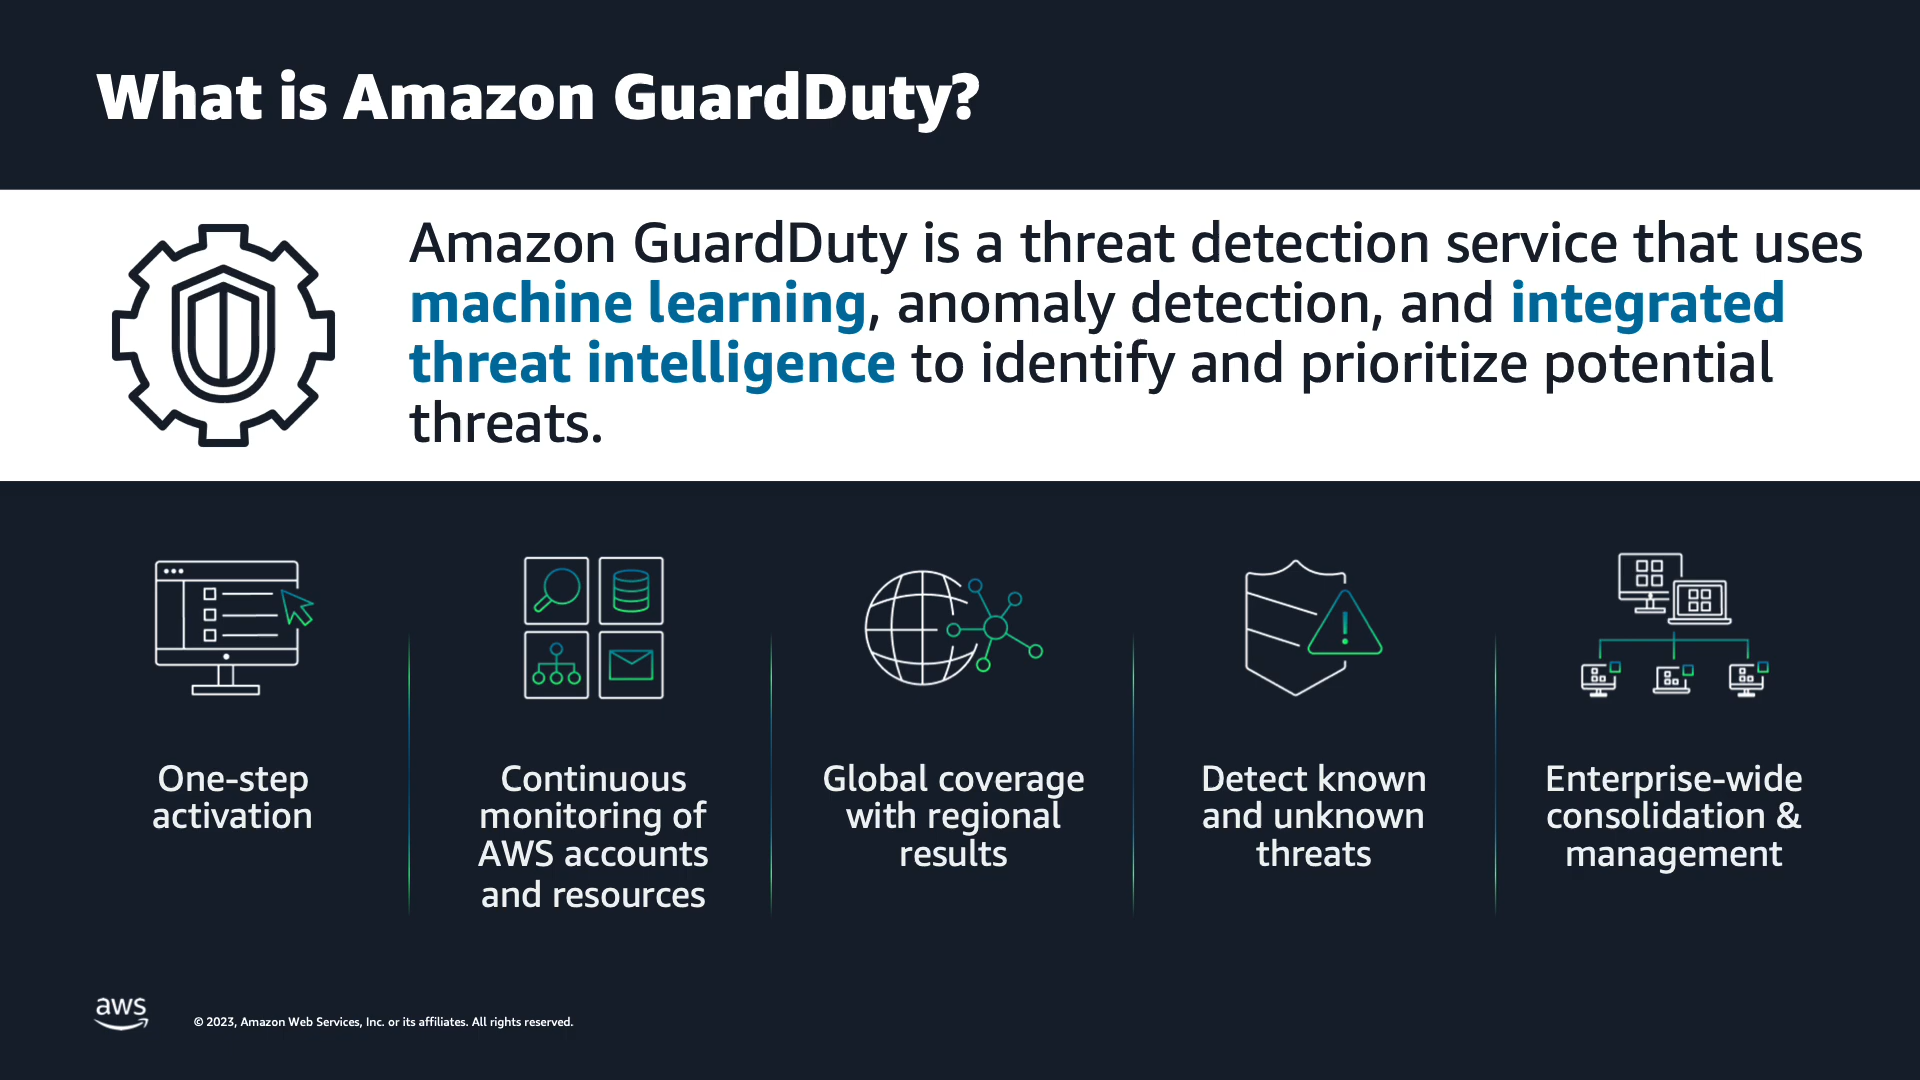 What is Amazon GuardDuty?
Amazon GuardDuty is a threat detection service that uses
machine learning, anomaly detection, and integrated
threat intelligence to identify and prioritize potential
threats.
One-step
activation
Continuous
monitoring of
AWS accounts
and resources
Global coverage
with regional
results
Detect known
and unknown
threats
Enterprise-wide
consolidation &
management
aws
© 2023, Amazon Web Services, Inc. or its affiliates. All rights reserved.